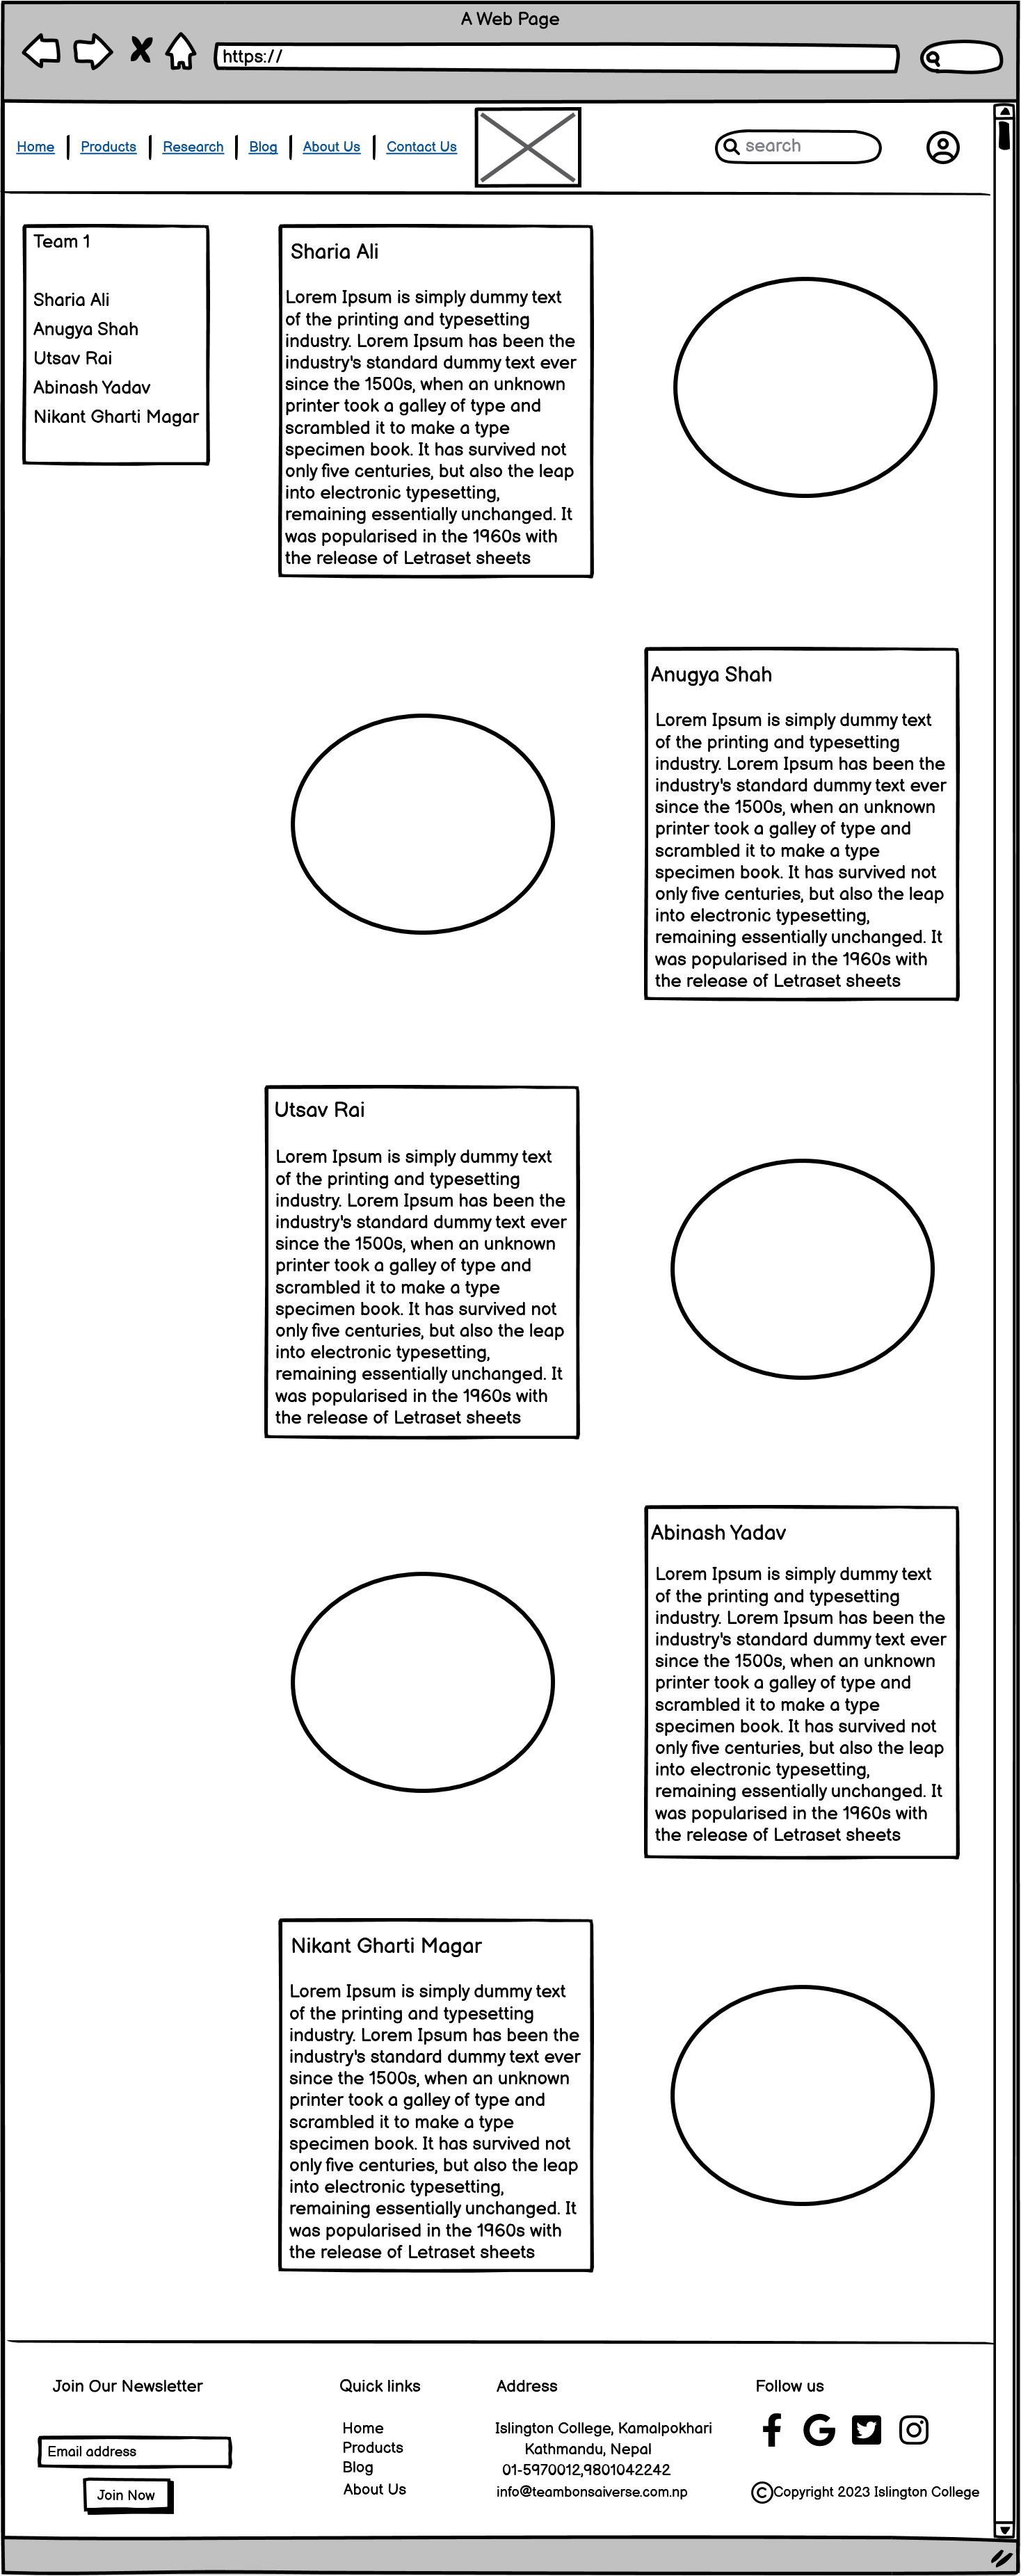 A Web Page
https://
Home
Products
Research
Blog
About Us
Contact Us
search
Team 1
Sharia Ali
Anugya Shah
Utsav Rai
Abinash Yadav
Nikant Gharti Magar
Sharia Ali
Lorem Ipsum is simply dummy text
of the printing and typesetting
industry. Lorem Ipsum has been the
industry's standard dummy text ever
since the 1500s, when an unknown
printer took a galley of type and
scrambled it to make a type
specimen book. It has survived not
only five centuries, but also the leap
into electronic typesetting,
remaining essentially unchanged. It
was popularised in the 1960s with
the release of Letraset sheets
Anugya Shah
Lorem Ipsum is simply dummy text
of the printing and typesetting
industry. Lorem Ipsum has been the
industry's standard dummy text ever
since the 1500s, when an unknown
printer took a galley of type and
scrambled it to make a type
specimen book. It has survived not
only five centuries, but also the leap
into electronic typesetting,
remaining essentially unchanged. It
was popularised in the 1960s with
the release of Letraset sheets
Utsav Rai
Lorem Ipsum is simply dummy text
of the printing and typesetting
industry. Lorem Ipsum has been the
industry's standard dummy text ever
since the 1500s, when an unknown
printer took a galley of type and
scrambled it to make a type
specimen book. It has survived not
only five centuries, but also the leap
into electronic typesetting,
remaining essentially unchanged. It
was popularised in the 1960s with
the release of Letraset sheets
Abinash Yadav
Lorem Ipsum is simply dummy text
of the printing and typesetting
industry. Lorem Ipsum has been the
industry's standard dummy text ever
since the 1500s, when an unknown
printer took a galley of type and
scrambled it to make a type
specimen book. It has survived not
only five centuries, but also the leap
into electronic typesetting,
remaining essentially unchanged. It
was popularised in the 1960s with
the release of Letraset sheets
Nikant Gharti Magar
Lorem Ipsum is simply dummy text
of the printing and typesetting
industry. Lorem Ipsum has been the
industry's standard dummy text ever
since the 1500s, when an unknown
printer took a galley of type and
scrambled it to make a type
specimen book. It has survived not
only five centuries, but also the leap
into electronic typesetting,
remaining essentially unchanged. It
was popularised in the 1960s with
the release of Letraset sheets
Join Our Newsletter
Email address
Join Now
Quick links
Home
Products
Blog
About Us
Address
Islington College, Kamalpokhari
Kathmandu, Nepal
01-5970012,9801042242
info@teambonsaiverse.com.np
Follow us
©Copyright 2023 Islington College